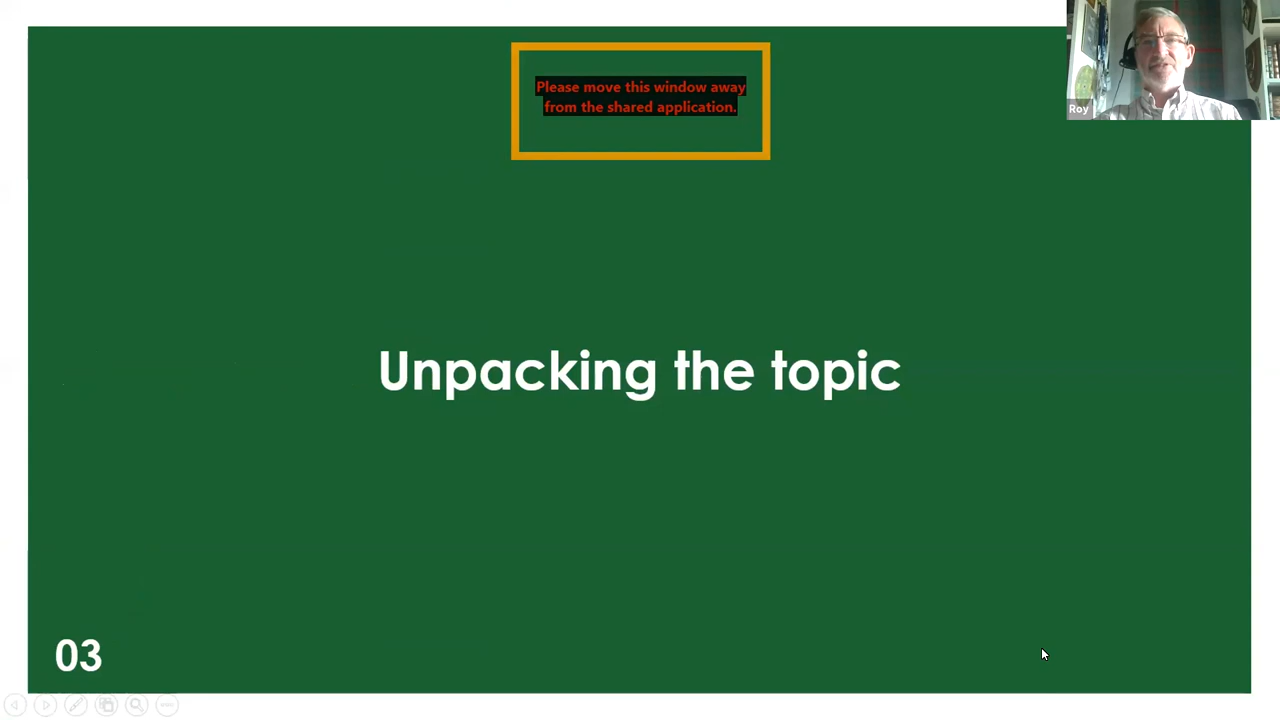 Please move this window away
from the shared application.
Roy
Unpacking the topic
03